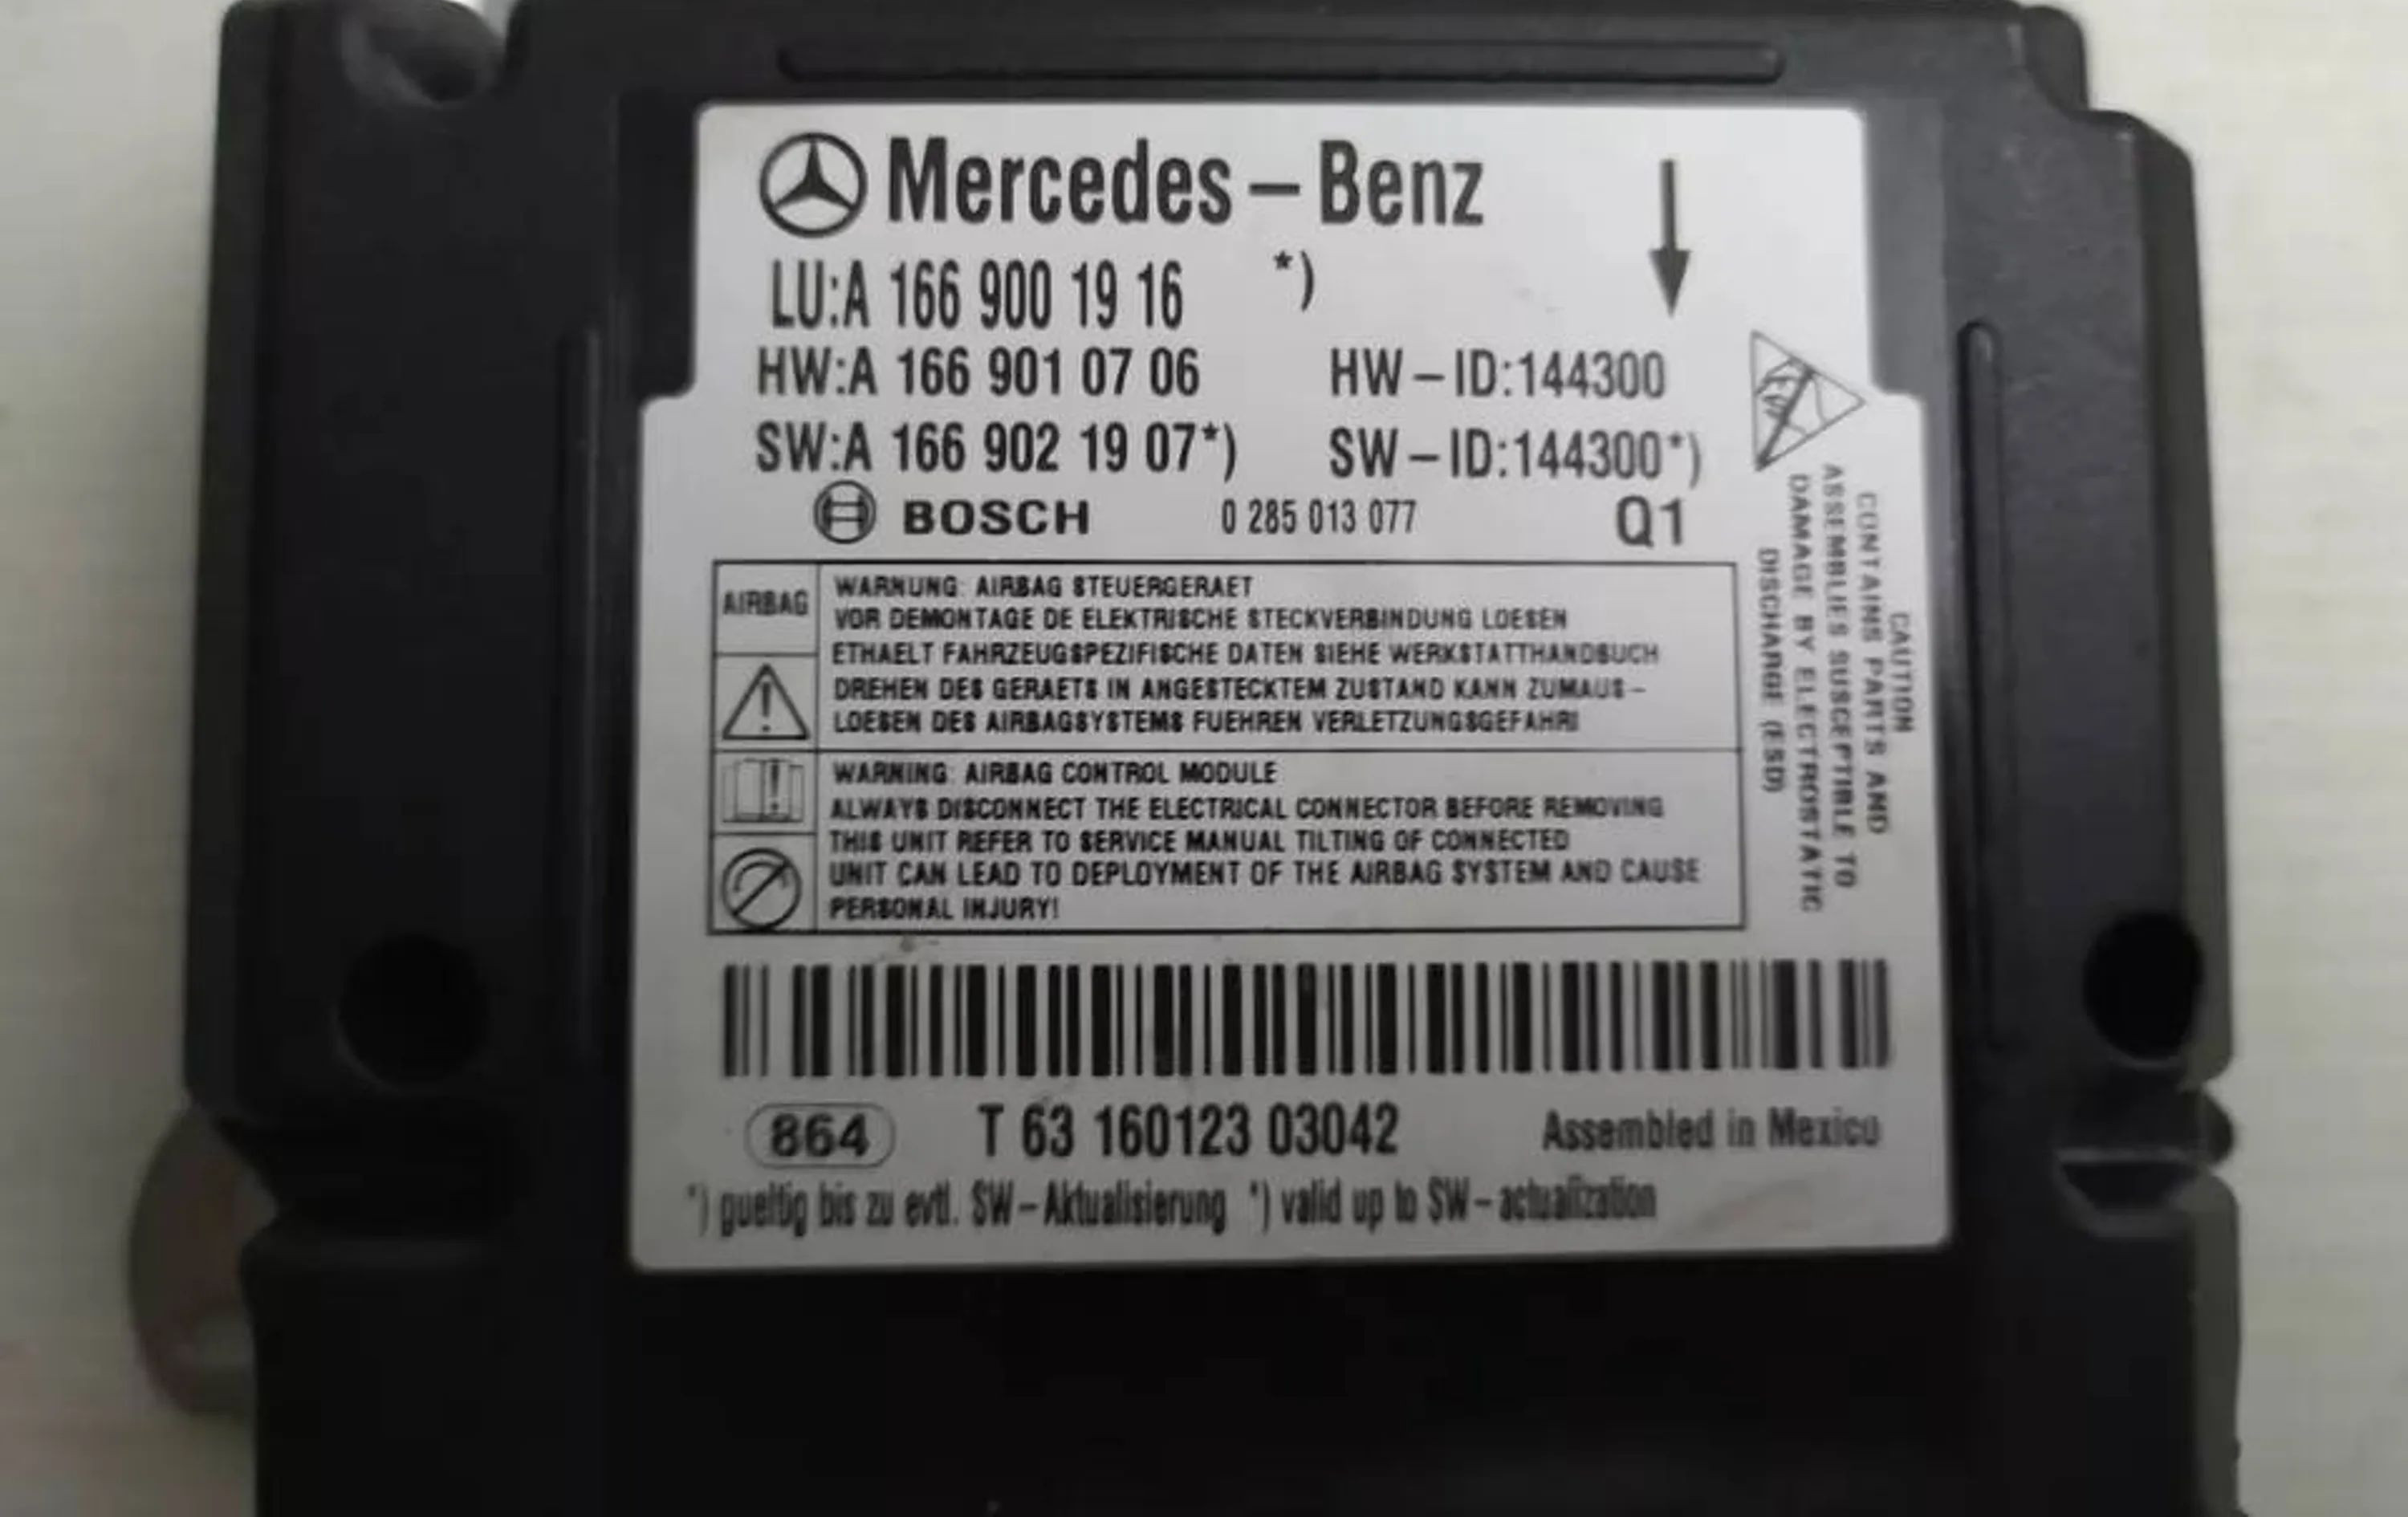 Mercedes – Benz
LU:A 166 900 19 16 *)
HW:A 166 901 07 06 HW – ID:144300
SW:A 166 902 19 07*) SW – ID:144300*)
BOSCH 0 285 013 077 Q1
AIRBAG
WARNUNG: AIRBAG STEUERGERAET
VOR DEMONTAGE DE ELEKTRISCHE STECKVERBINDUNG LOESEN
ETHAELT FAHRZEUGSPEZIFISCHE DATEN SIEHE WERKSTATTHANDBUCH
DREHEN DES GERAETS IN ANGESTECKTEM ZUSTAND KANN ZUMAUS–
LOESEN DES AIRBAGSYSTEMS FUEHREN VERLETZUNGSGEFAHR!
WARNING: AIRBAG CONTROL MODULE
ALWAYS DISCONNECT THE ELECTRICAL CONNECTOR BEFORE REMOVING
THIS UNIT REFER TO SERVICE MANUAL TILTING OF CONNECTED
UNIT CAN LEAD TO DEPLOYMENT OF THE AIRBAG SYSTEM AND CAUSE
PERSONAL INJURY!
CAUTION
CONTAINS PARTS AND
ASSEMBLIES SUSCEPTIBLE TO
DAMAGE BY ELECTROSTATIC
DISCHARGE (ESD)
864 T 63 160123 03042 Assembled in Mexico
*) gueltig bis zu evtl. SW–Aktualisierung *) valid up to SW–actualization